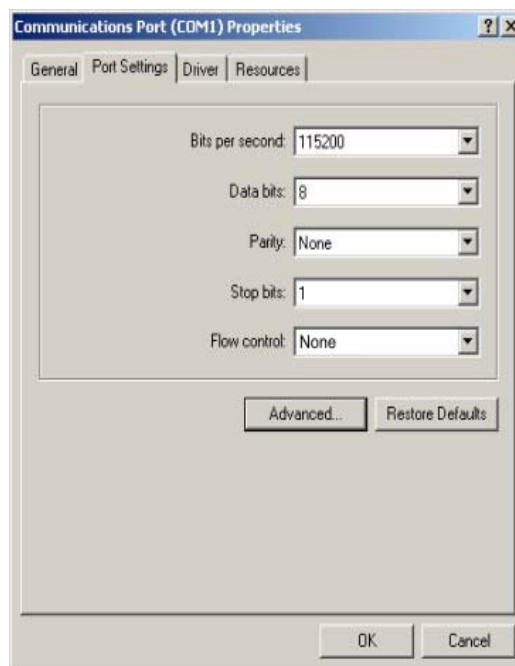 Communications Port (COM1) Properties
? X
General Port Settings Driver Resources
Bits per second: 115200
Data bits: 8
Parity: None
Stop bits: 1
Flow control: None
Advanced... Restore Defaults
OK Cancel